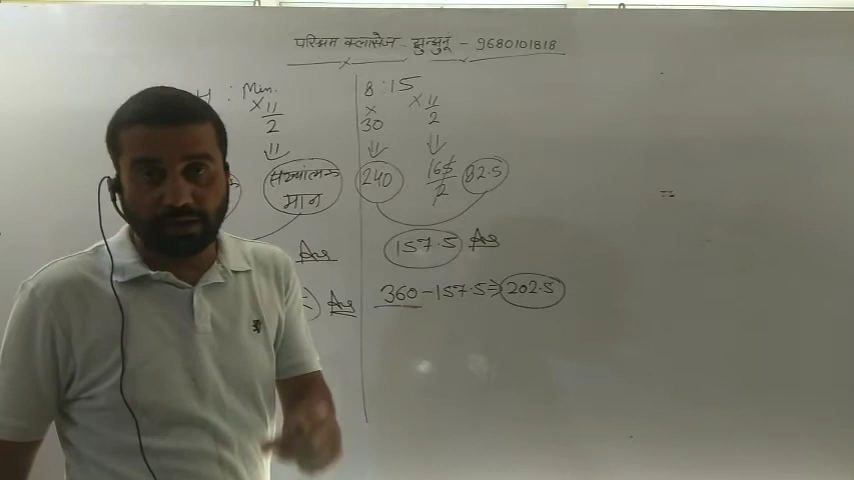 परिश्रम क्लासेज - झुन्झुनूं - 9680101818
H : Min.
× 11/2
⇓
संख्यात्मक
मान
Ans
Ans
8 : 15
× 30 × 11/2
⇓ ⇓
240 165/2 82.5
157.5 Ans
360 - 157.5 ⇒ 202.5